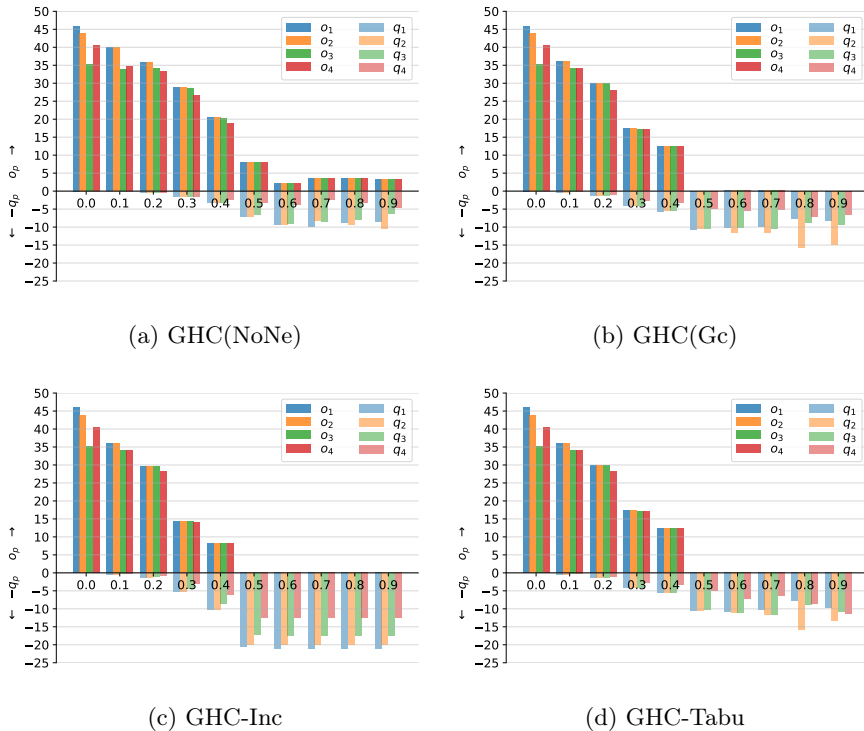 50
45
40
35
30
25
20
15
10
5
0
−5
−10
−15
−20
−25
← −qₚ   oₚ →
0.0 0.1 0.2 0.3 0.4 0.5 0.6 0.7 0.8 0.9
o₁ q₁
o₂ q₂
o₃ q₃
o₄ q₄
(a) GHC(NoNe)
50
45
40
35
30
25
20
15
10
5
0
−5
−10
−15
−20
−25
← −qₚ   oₚ →
0.0 0.1 0.2 0.3 0.4 0.5 0.6 0.7 0.8 0.9
o₁ q₁
o₂ q₂
o₃ q₃
o₄ q₄
(b) GHC(Gc)
50
45
40
35
30
25
20
15
10
5
0
−5
−10
−15
−20
−25
← −qₚ   oₚ →
0.0 0.1 0.2 0.3 0.4 0.5 0.6 0.7 0.8 0.9
o₁ q₁
o₂ q₂
o₃ q₃
o₄ q₄
(c) GHC-Inc
50
45
40
35
30
25
20
15
10
5
0
−5
−10
−15
−20
−25
← −qₚ   oₚ →
0.0 0.1 0.2 0.3 0.4 0.5 0.6 0.7 0.8 0.9
o₁ q₁
o₂ q₂
o₃ q₃
o₄ q₄
(d) GHC-Tabu